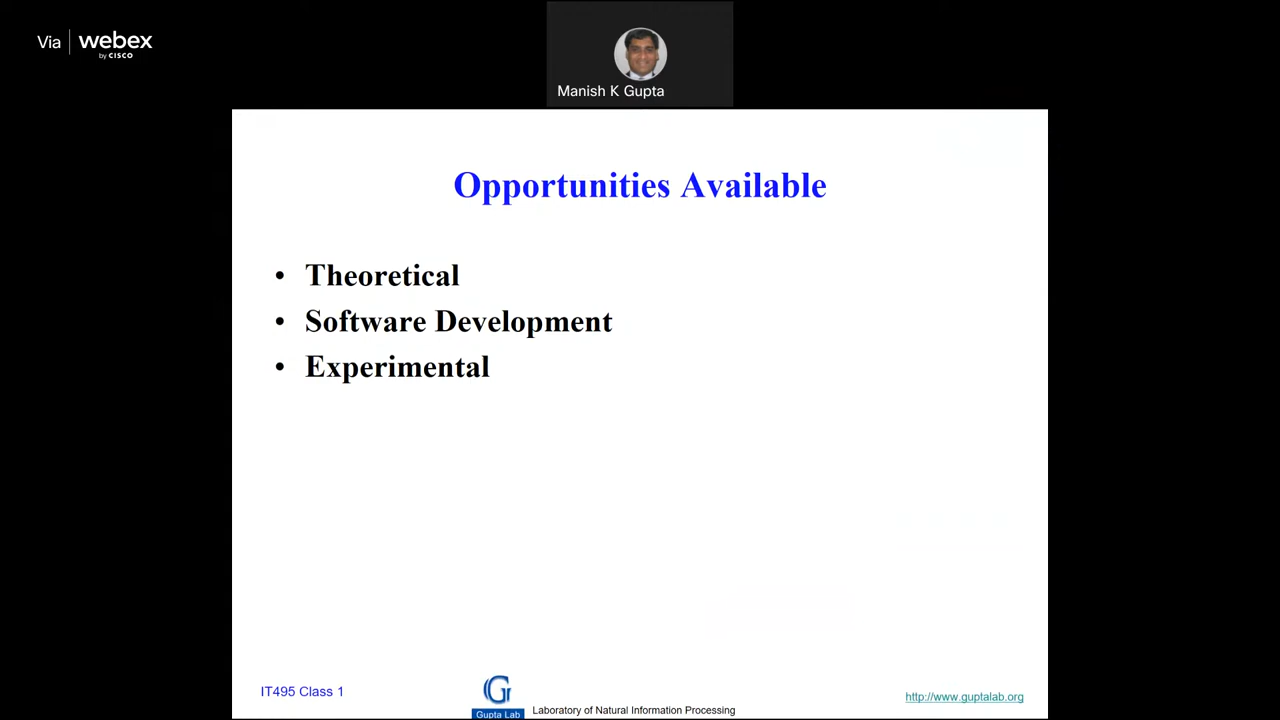 Via webex
by CISCO
Manish K Gupta
Opportunities Available
• Theoretical
• Software Development
• Experimental
IT495 Class 1
G
Gupta Lab
Laboratory of Natural Information Processing
http://www.guptalab.org